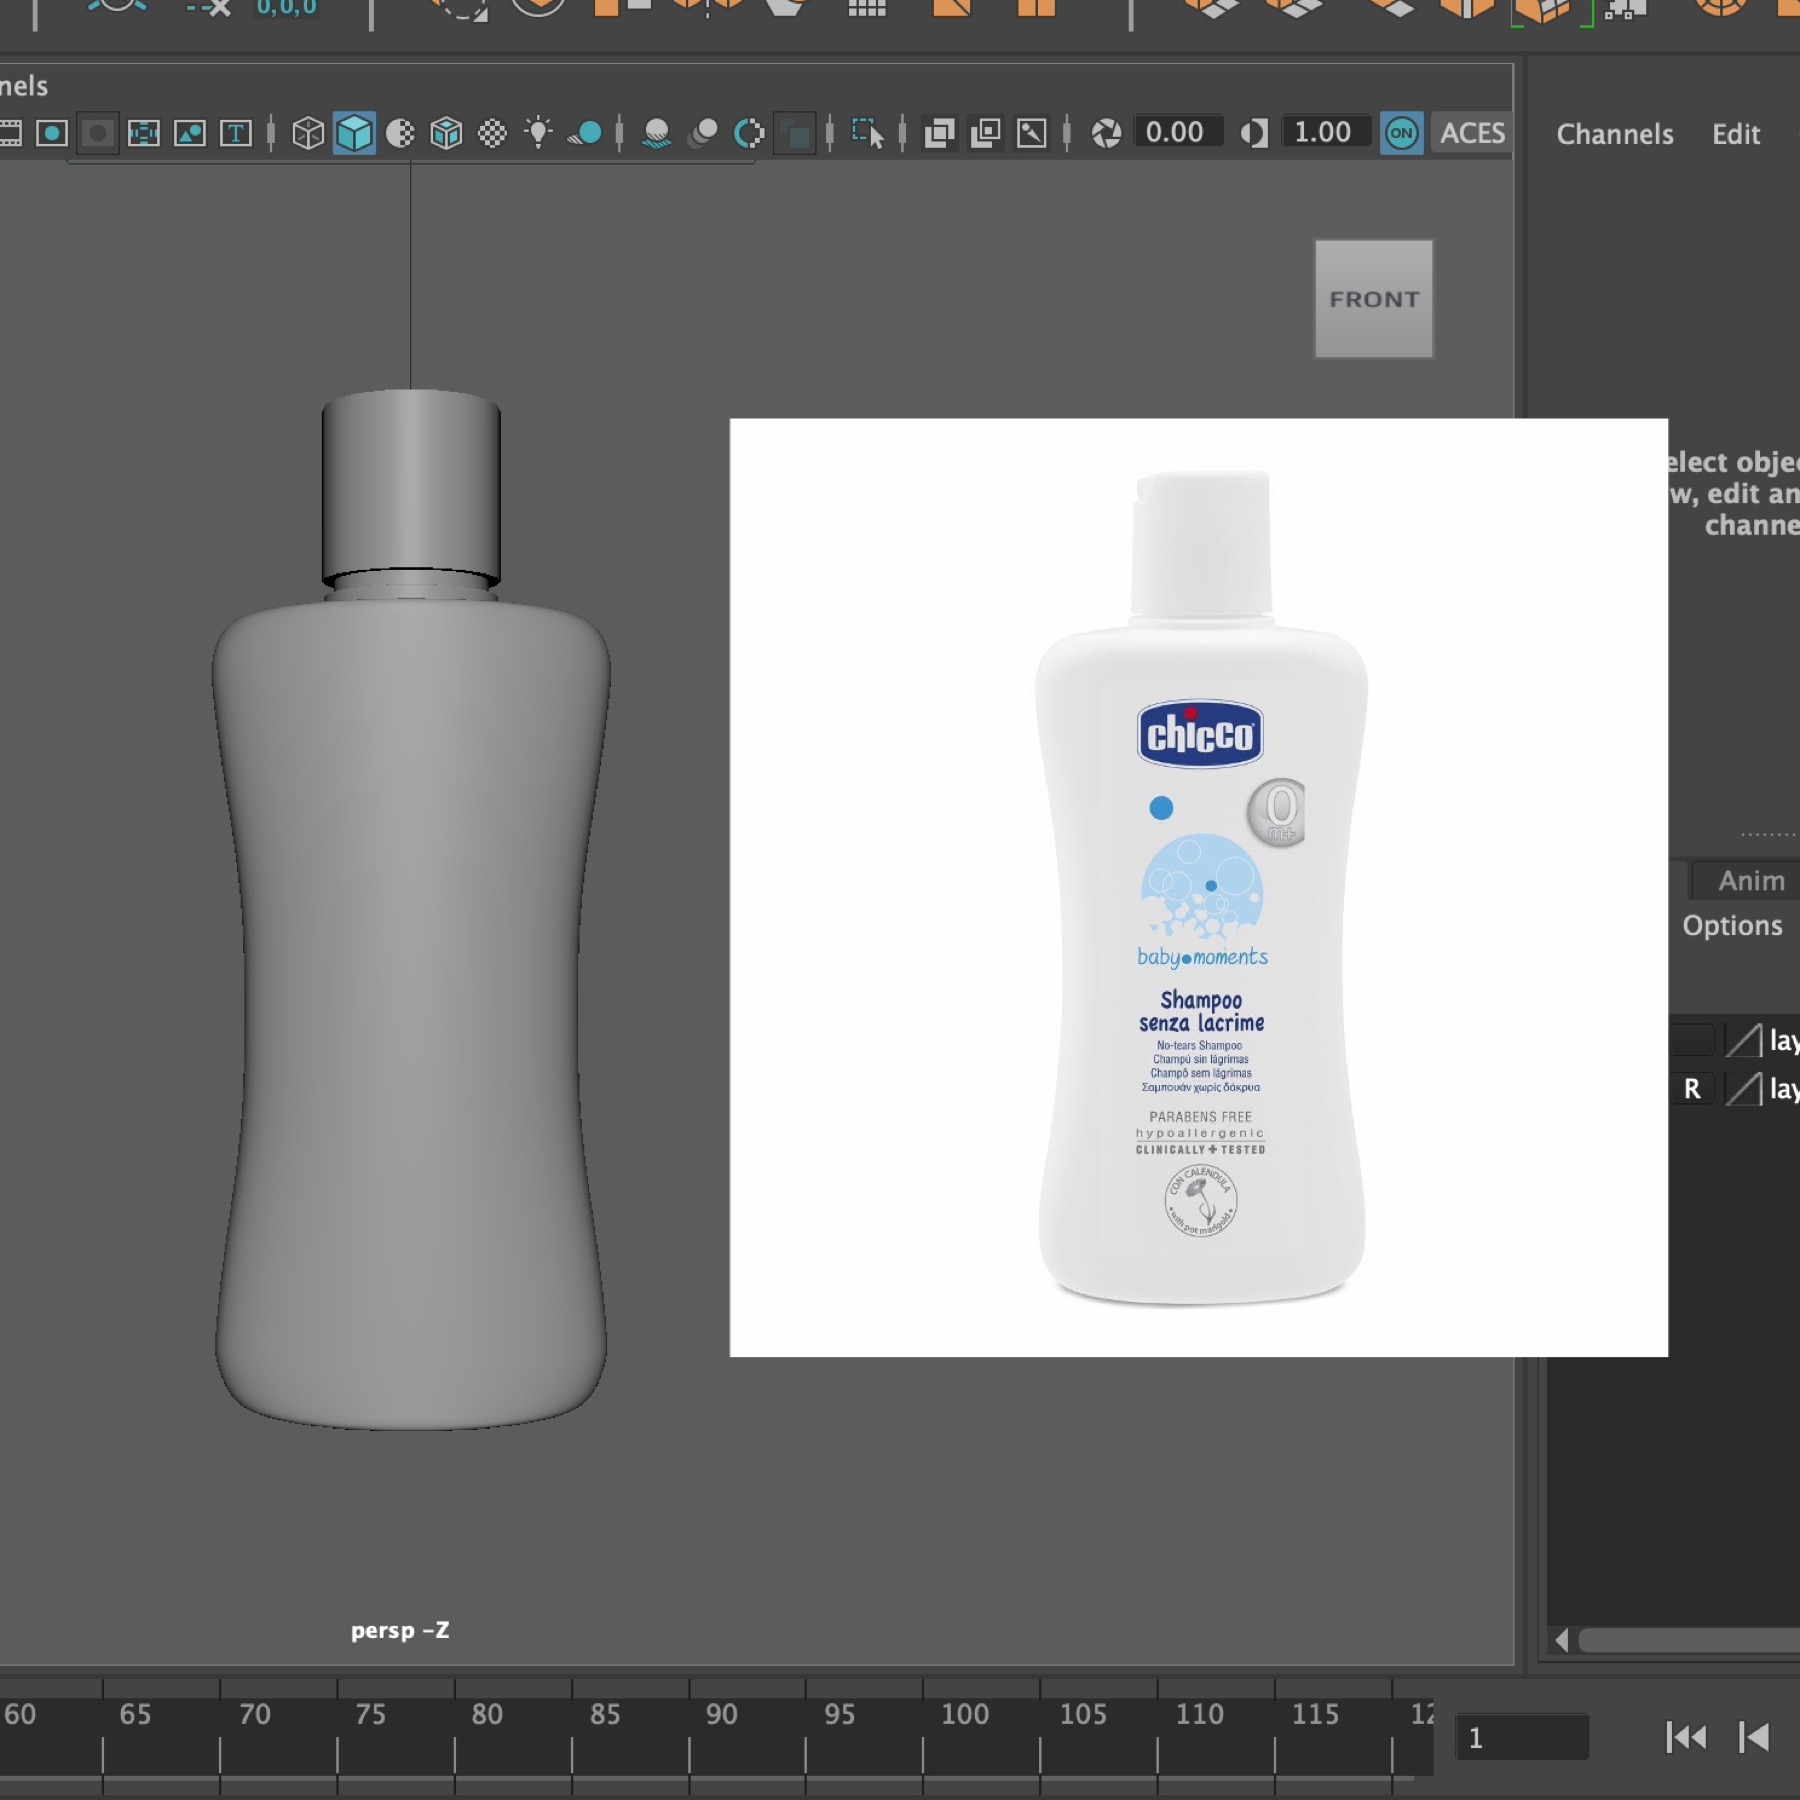 0,0,0
nels
T
0.00
1.00
ON
ACES
Channels
Edit
FRONT
elect obje
w, edit an
channe
chicco
0
m+
baby moments
Shampoo
senza lacrime
No-tears Shampoo
Champú sin lágrimas
Champô sem lágrimas
Σαμπουάν χωρίς δάκρυα
PARABENS FREE
hypoallergenic
CLINICALLY + TESTED
CON CALENDULA
with pot marigold
Anim
Options
lay
R
lay
persp -Z
60 65 70 75 80 85 90 95 100 105 110 115 12
1